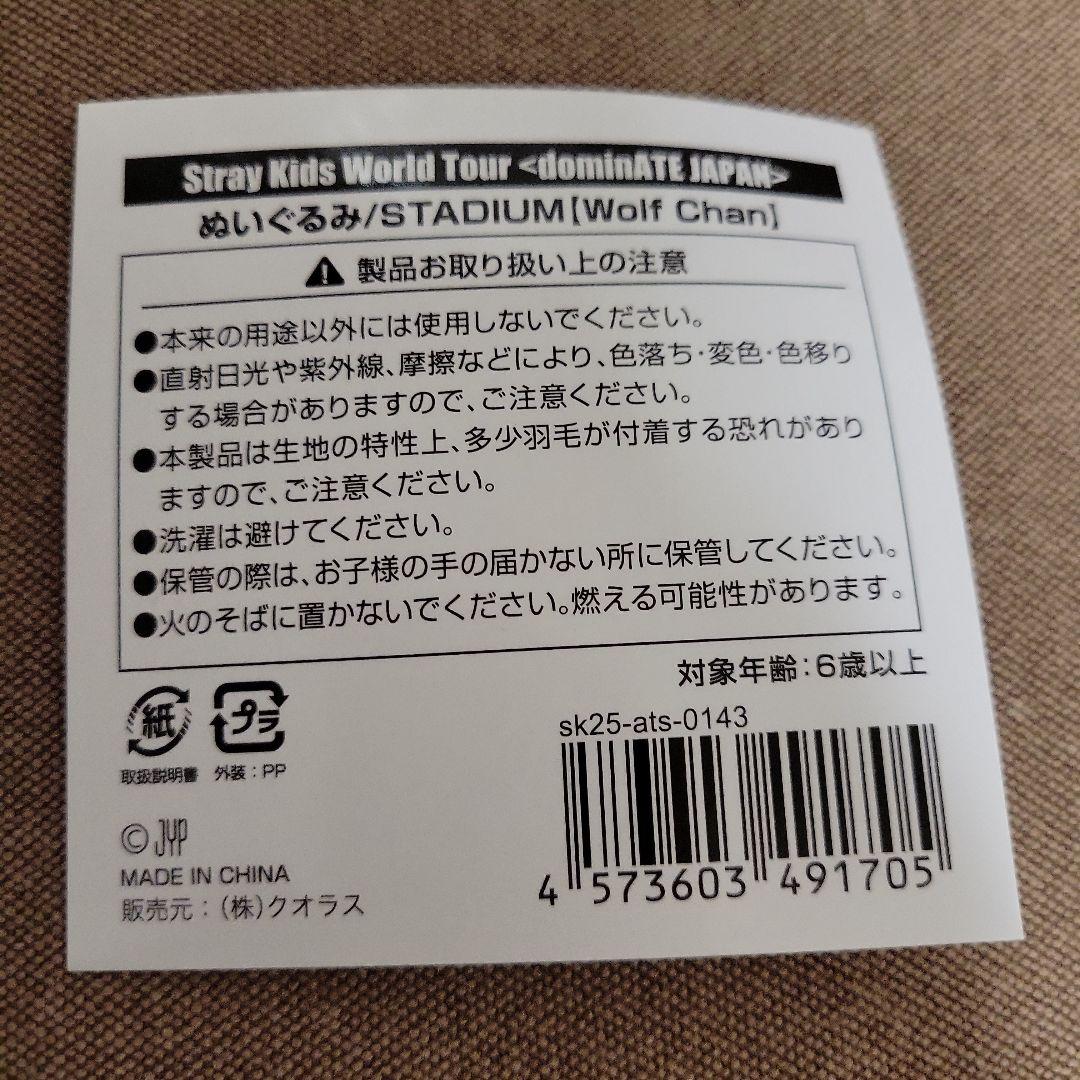 Stray Kids World Tour <dominATE JAPAN>
ぬいぐるみ/STADIUM【Wolf Chan】
製品お取り扱い上の注意
●本来の用途以外には使用しないでください。
●直射日光や紫外線、摩擦などにより、色落ち・変色・色移り
する場合がありますので、ご注意ください。
●本製品は生地の特性上、多少羽毛が付着する恐れがあり
ますので、ご注意ください。
●洗濯は避けてください。
●保管の際は、お子様の手の届かない所に保管してください。
●火のそばに置かないでください。燃える可能性があります。
対象年齢：6歳以上
紙 プラ
取扱説明書 外装：PP
sk25-ats-0143
4 573603 491705
© JYP
MADE IN CHINA
販売元：(株)クオラス